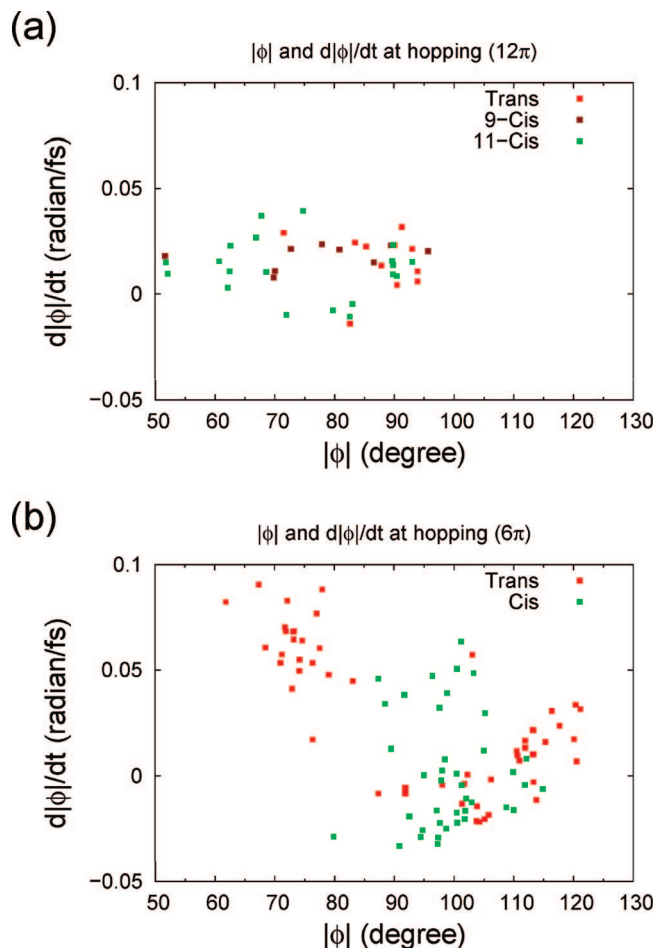 (a)
|ϕ| and d|ϕ|/dt at hopping (12π)
0.1
0.05
0
−0.05
d|ϕ|/dt (radian/fs)
Trans
9−Cis
11−Cis
50 60 70 80 90 100 110 120 130
|ϕ| (degree)
(b)
|ϕ| and d|ϕ|/dt at hopping (6π)
0.1
0.05
0
−0.05
d|ϕ|/dt (radian/fs)
Trans
Cis
50 60 70 80 90 100 110 120 130
|ϕ| (degree)